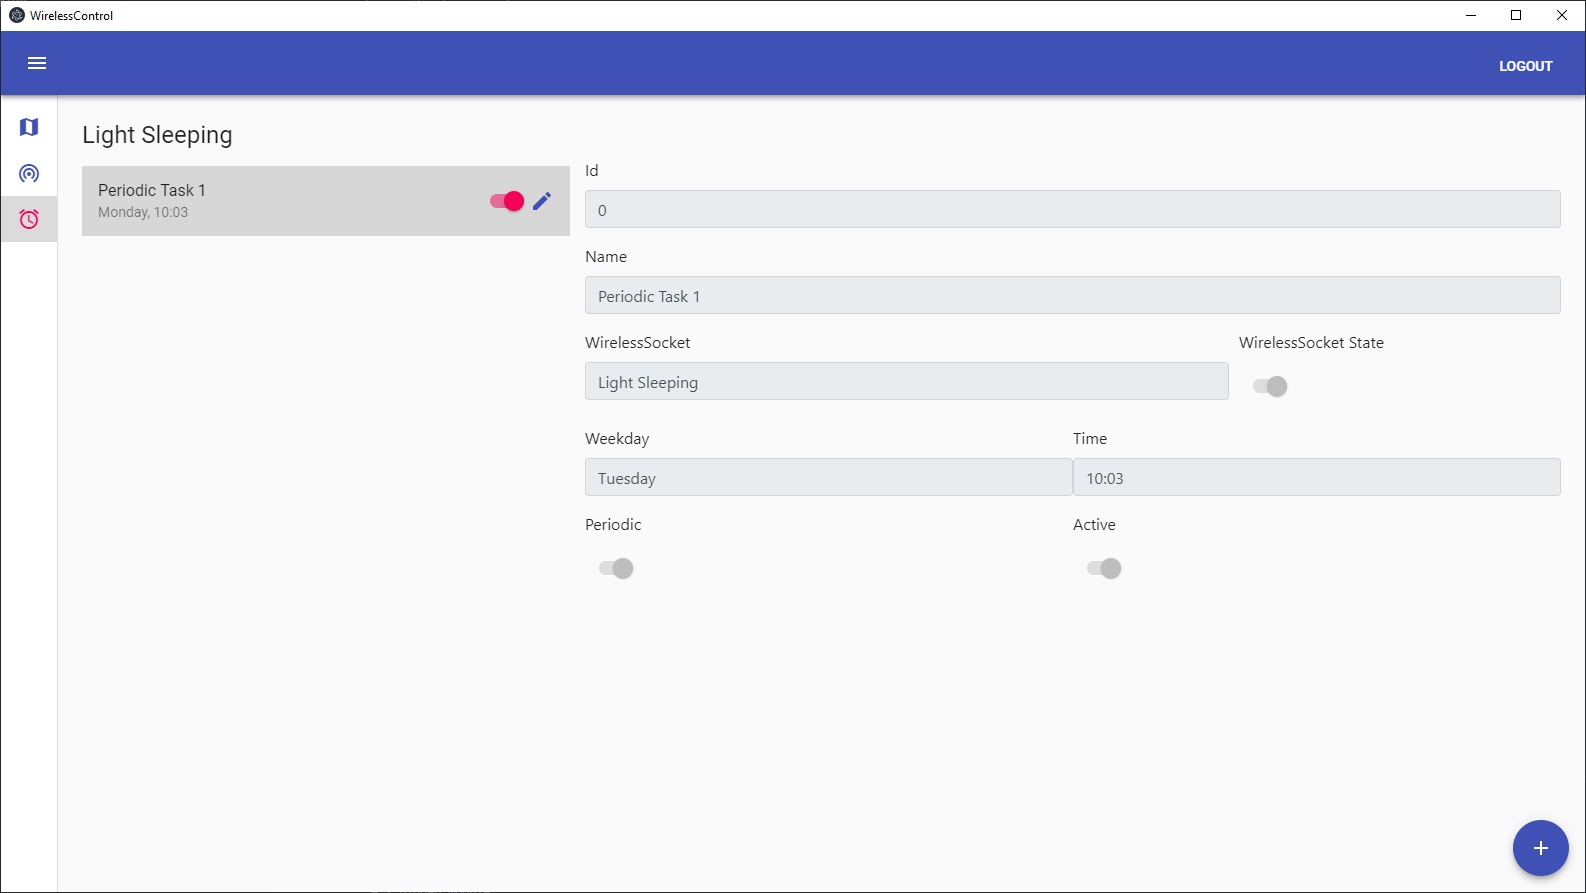 WirelessControl
LOGOUT
Light Sleeping
Periodic Task 1
Monday, 10:03
Id
0
Name
Periodic Task 1
WirelessSocket
WirelessSocket State
Light Sleeping
Weekday
Time
Tuesday
10:03
Periodic
Active